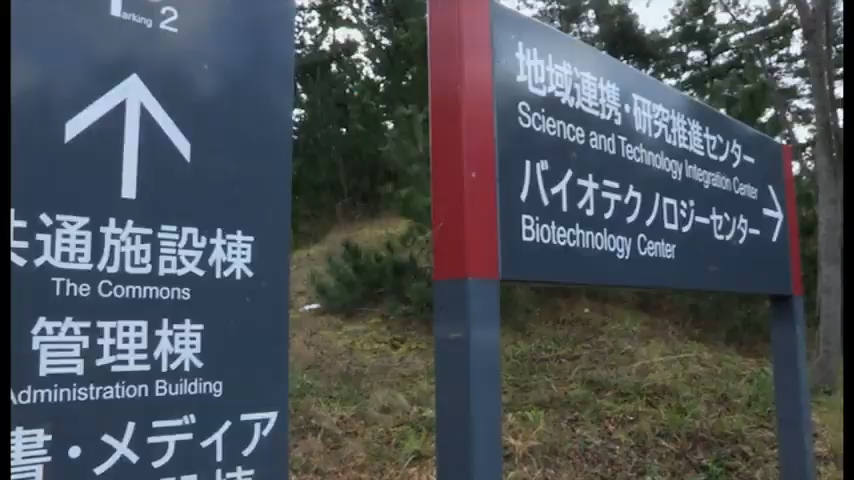 Parking 2
共通施設棟
The Commons
管理棟
Administration Building
書・メディア
地域連携・研究推進センター
Science and Technology Integration Center
バイオテクノロジーセンター
Biotechnology Center